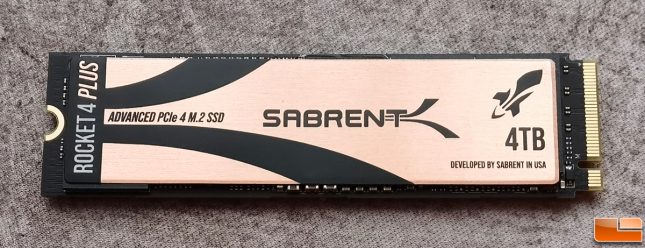 ROCKET 4 PLUS
ADVANCED PCIe 4 M.2 SSD
SABRENT
4TB
DEVELOPED BY SABRENT IN USA